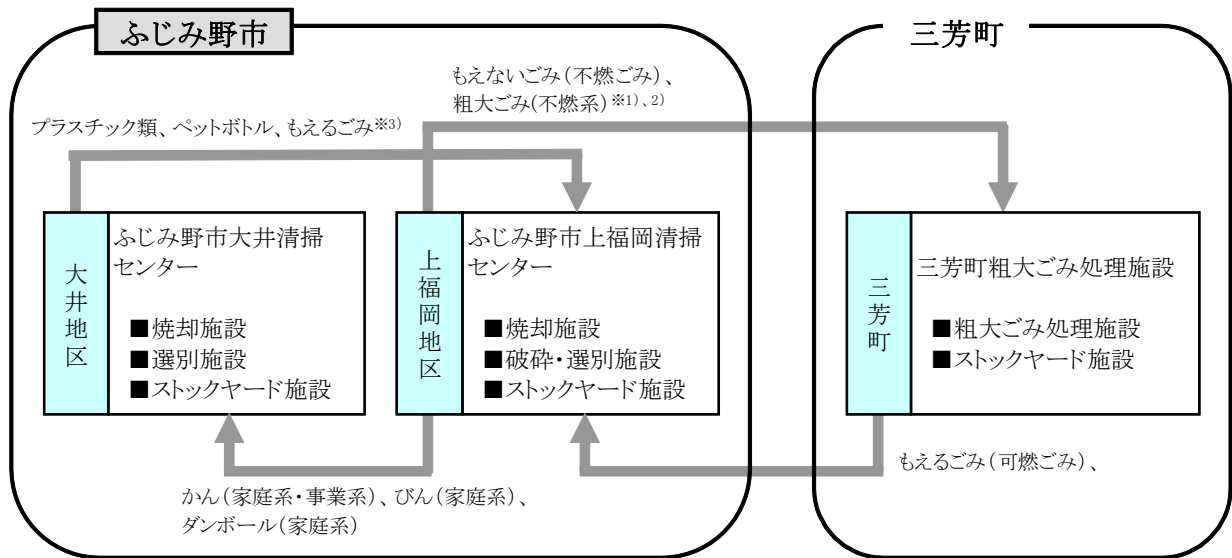 ふじみ野市
三芳町
もえないごみ(不燃ごみ)、
粗大ごみ(不燃系)※1)、2)
プラスチック類、ペットボトル、もえるごみ※3)
大井地区
ふじみ野市大井清掃
センター
■焼却施設
■選別施設
■ストックヤード施設
上福岡地区
ふじみ野市上福岡清掃
センター
■焼却施設
■破砕・選別施設
■ストックヤード施設
三芳町
三芳町粗大ごみ処理施設
■粗大ごみ処理施設
■ストックヤード施設
かん(家庭系・事業系)、びん(家庭系)、
ダンボール(家庭系)
もえるごみ(可燃ごみ)、